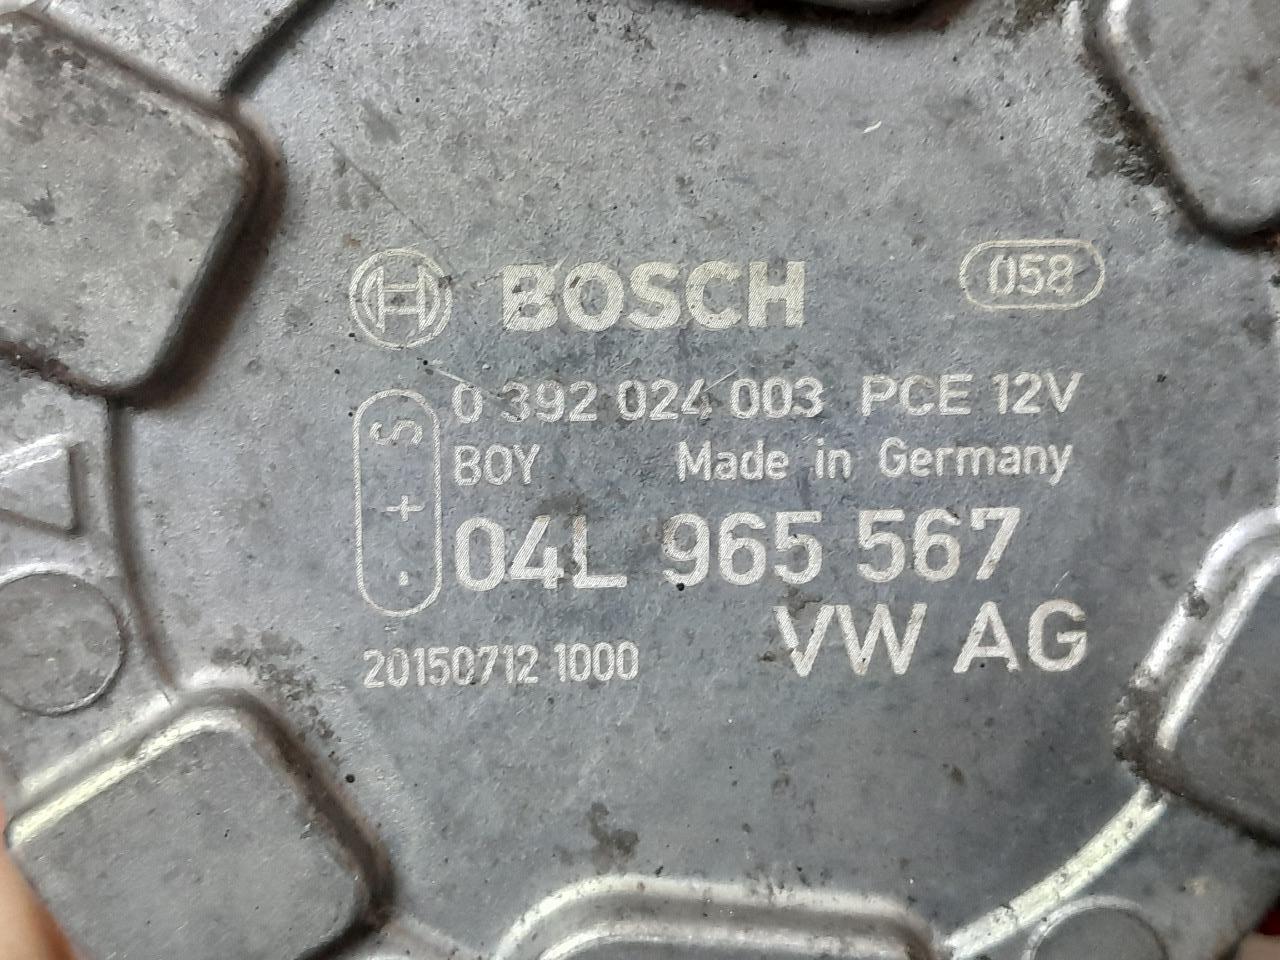 BOSCH 058
0 392 024 003 PCE 12V
S + -
BOY Made in Germany
04L 965 567
VW AG
20150712 1000